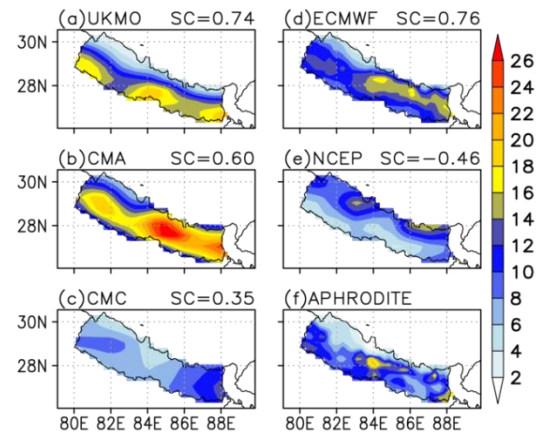 (a)UKMO SC=0.74
30N
28N
(d)ECMWF SC=0.76
(b)CMA SC=0.60
30N
28N
(e)NCEP SC=−0.46
(c)CMC SC=0.35
30N
28N
80E 82E 84E 86E 88E
(f)APHRODITE
80E 82E 84E 86E 88E
26
24
22
20
18
16
14
12
10
8
6
4
2